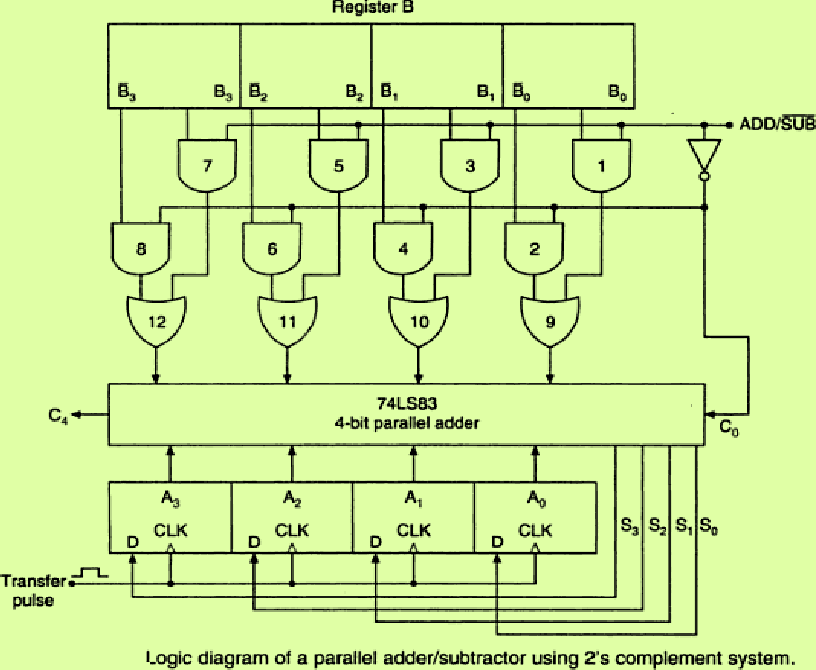 Register B
B̅₃ B₃ B̅₂ B₂ B̅₁ B₁ B̅₀ B₀
ADD/S̅U̅B̅
7 5 3 1
8 6 4 2
12 11 10 9
74LS83
C₄ 4-bit parallel adder C₀
A₃ A₂ A₁ A₀
S₃ S₂ S₁ S₀
CLK CLK CLK CLK
D D D D
Transfer
pulse
Logic diagram of a parallel adder/subtractor using 2's complement system.